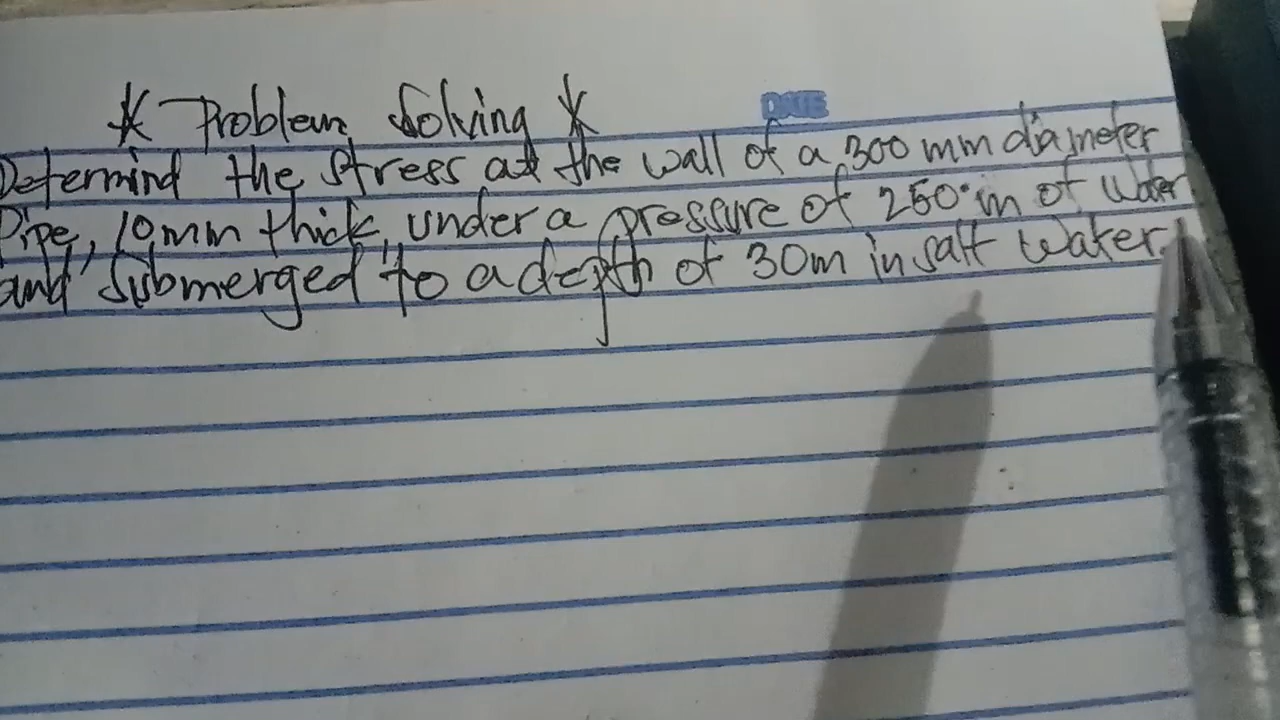 * Problem Solving *
DATE
Determind the stress at the wall of a 300 mm diameter
Pipe, 10mm thick, under a pressure of 250 m of water
and submerged to a depth of 30m in salt water.